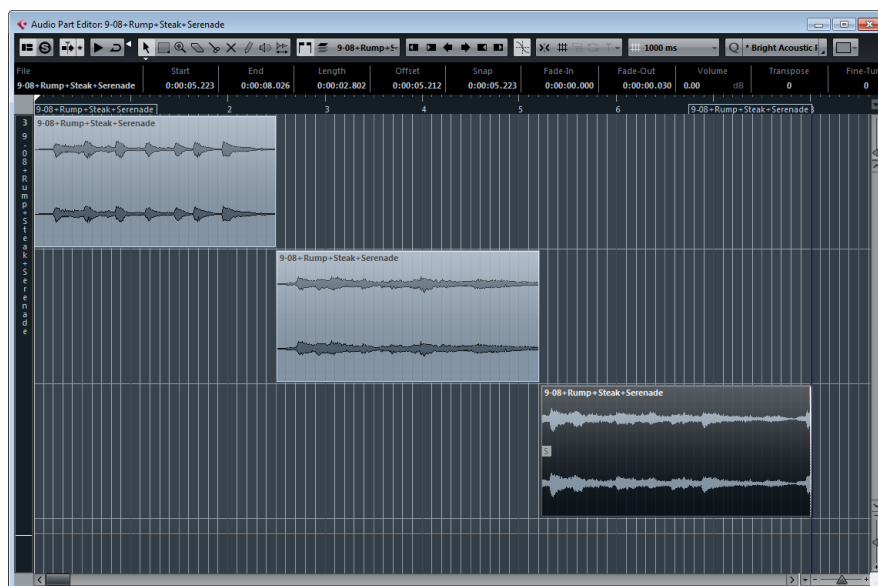 Audio Part Editor: 9-08+Rump+Steak+Serenade
9-08+Rump+S-
1000 ms
Q * Bright Acoustic
File Start End Length Offset Snap Fade-In Fade-Out Volume Transpose Fine-Tu
9-08+Rump+Steak+Serenade 0:00:05.223 0:00:08.026 0:00:02.802 0:00:05.212 0:00:05.223 0:00:00.000 0:00:00.030 0.00 dB 0 0
9-08+Rump+Steak+Serenade 2 3 4 5 6 9-08+Rump+Steak+Serenade
3 9-08+Rump+Steak+Serenade
9-08+Rump+Steak+Serenade
9-08+Rump+Steak+Serenade
9-08+Rump+Steak+Serenade
S